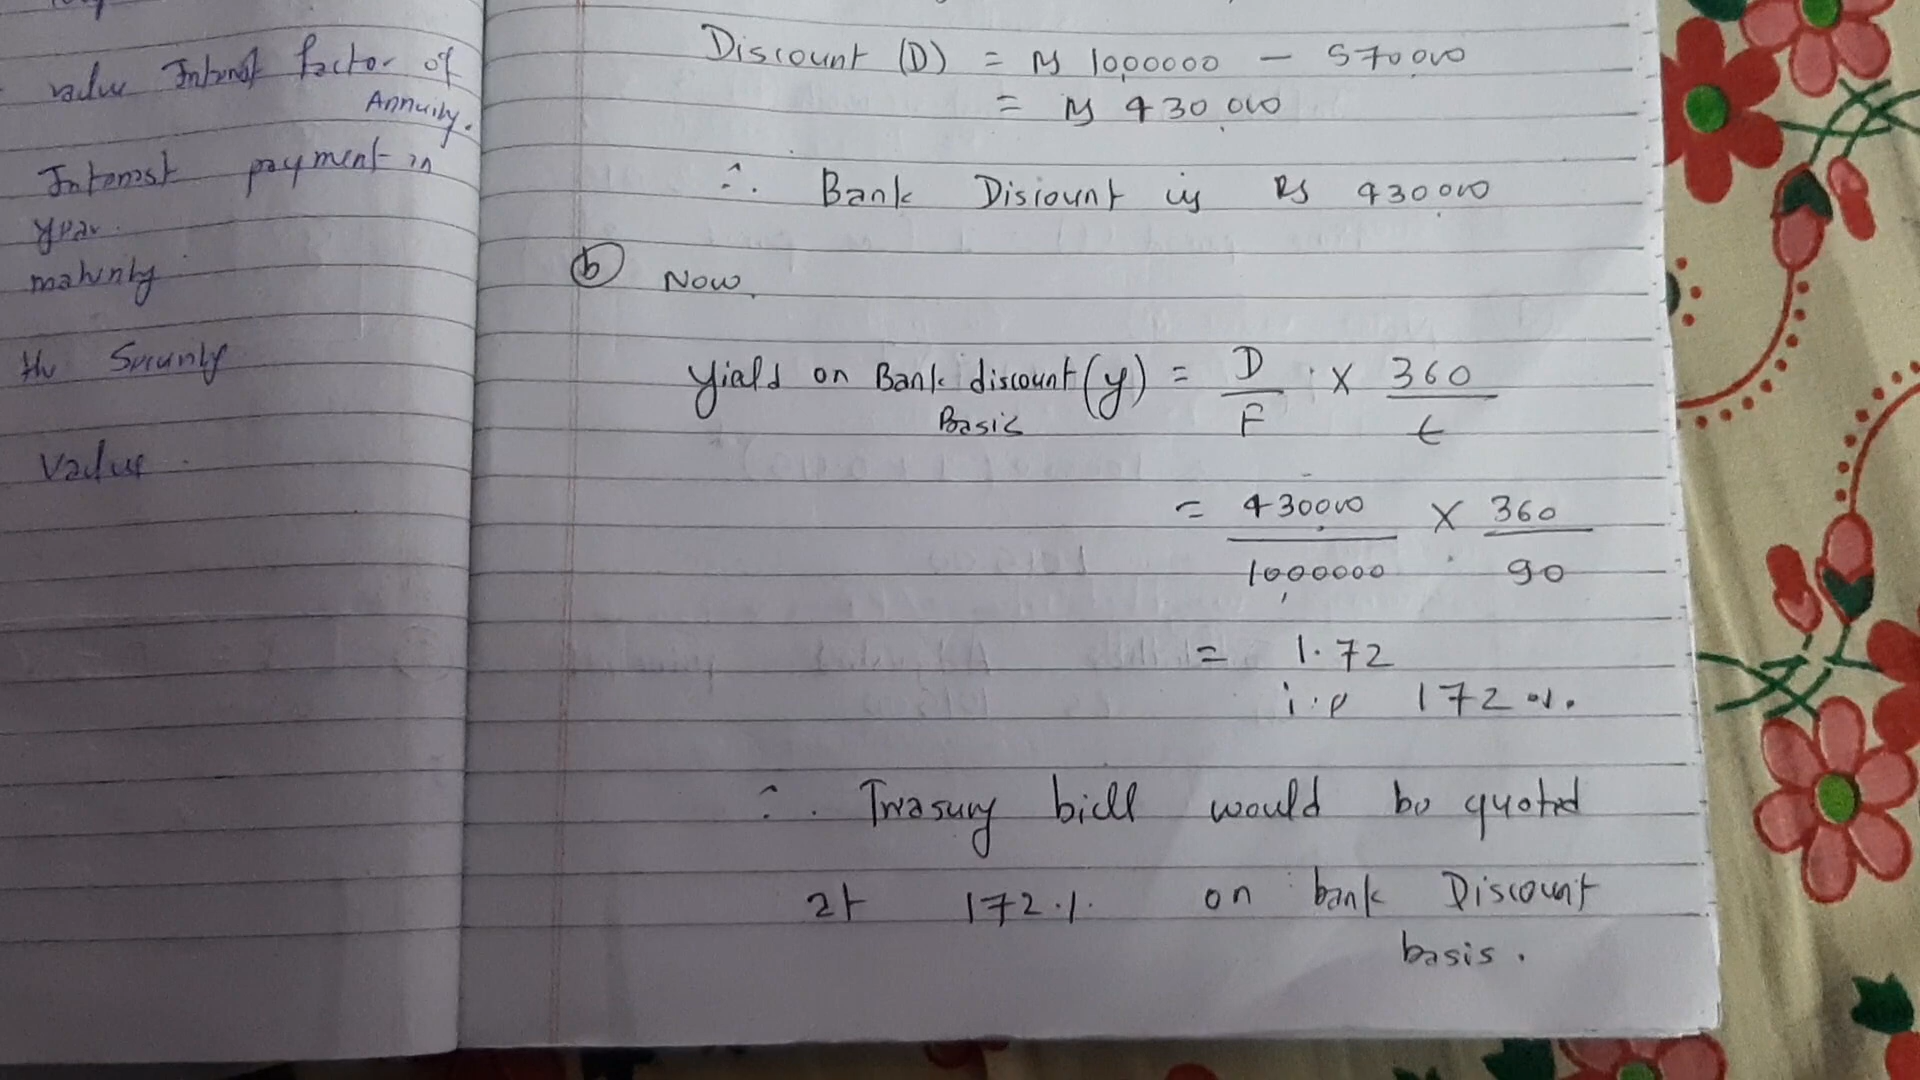 value Interest factor of
Annuity.
Interest payment in
year.
maturity
the Security
Value
Discount (D) = Rs 1000000 - 570000
= Rs 430 000
∴ Bank Discount is Rs 430000
(b) Now,
Yield on Bank discount (y) = D/F × 360/t
Basis
= 430000/1000000 × 360/90
= 1.72
i.e 172 %.
∴ Treasury bill would be quoted
at 172 % on bank Discount
basis.